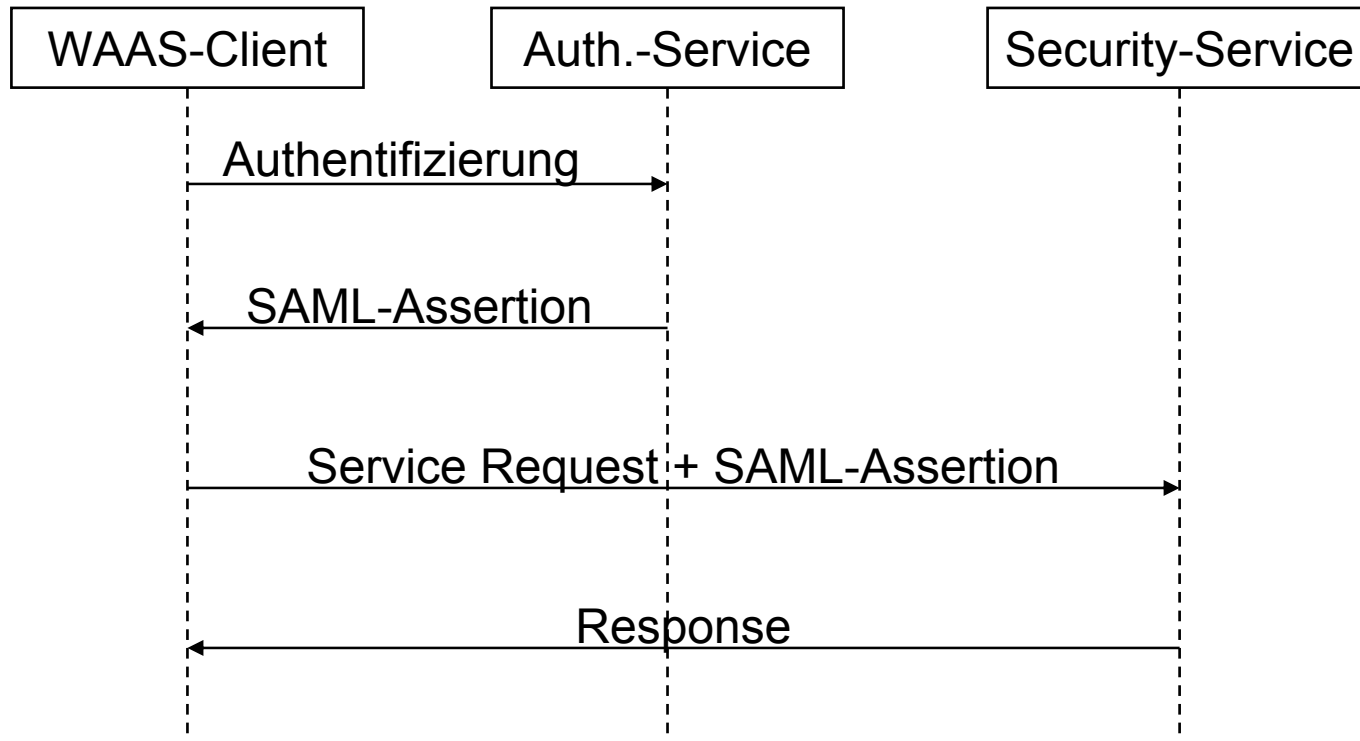 WAAS-Client
Auth.-Service
Security-Service
Authentifizierung
SAML-Assertion
Service Request + SAML-Assertion
Response